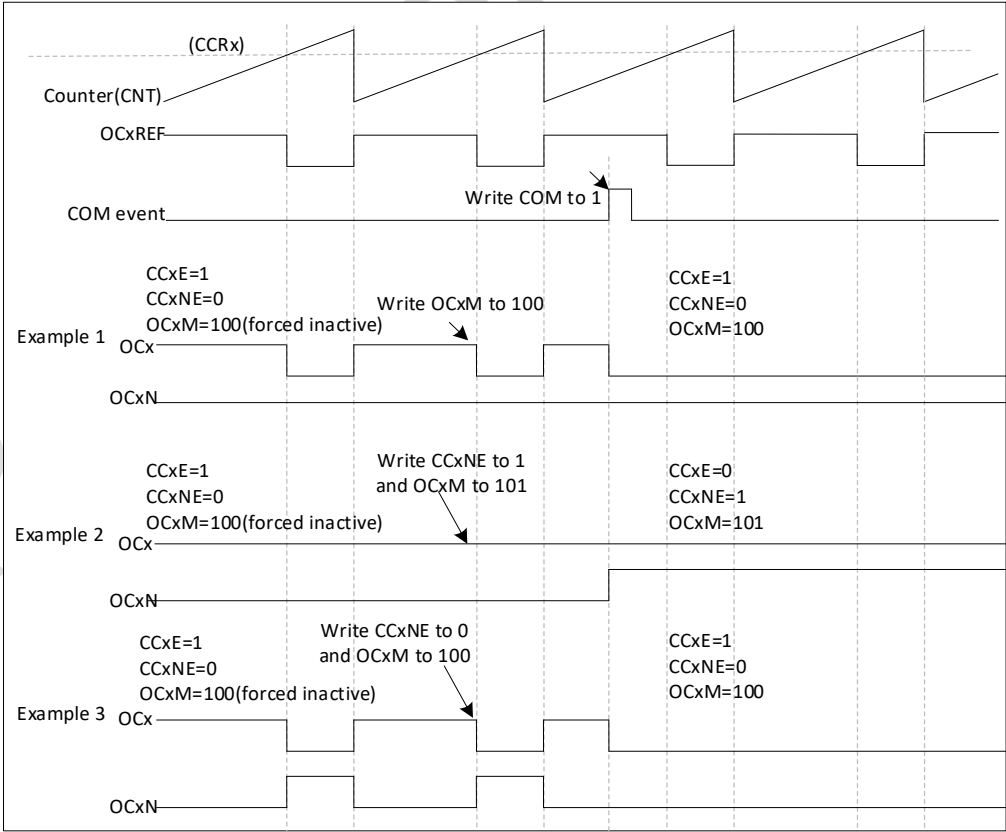 (CCRx)
Counter(CNT)
OCxREF
Write COM to 1
COM event
CCxE=1
CCxNE=0
OCxM=100(forced inactive)
Write OCxM to 100
CCxE=1
CCxNE=0
OCxM=100
Example 1
OCx
OCxN
CCxE=1
CCxNE=0
OCxM=100(forced inactive)
Write CCxNE to 1
and OCxM to 101
CCxE=0
CCxNE=1
OCxM=101
Example 2
OCx
OCxN
CCxE=1
CCxNE=0
OCxM=100(forced inactive)
Write CCxNE to 0
and OCxM to 100
CCxE=1
CCxNE=0
OCxM=100
Example 3
OCx
OCxN